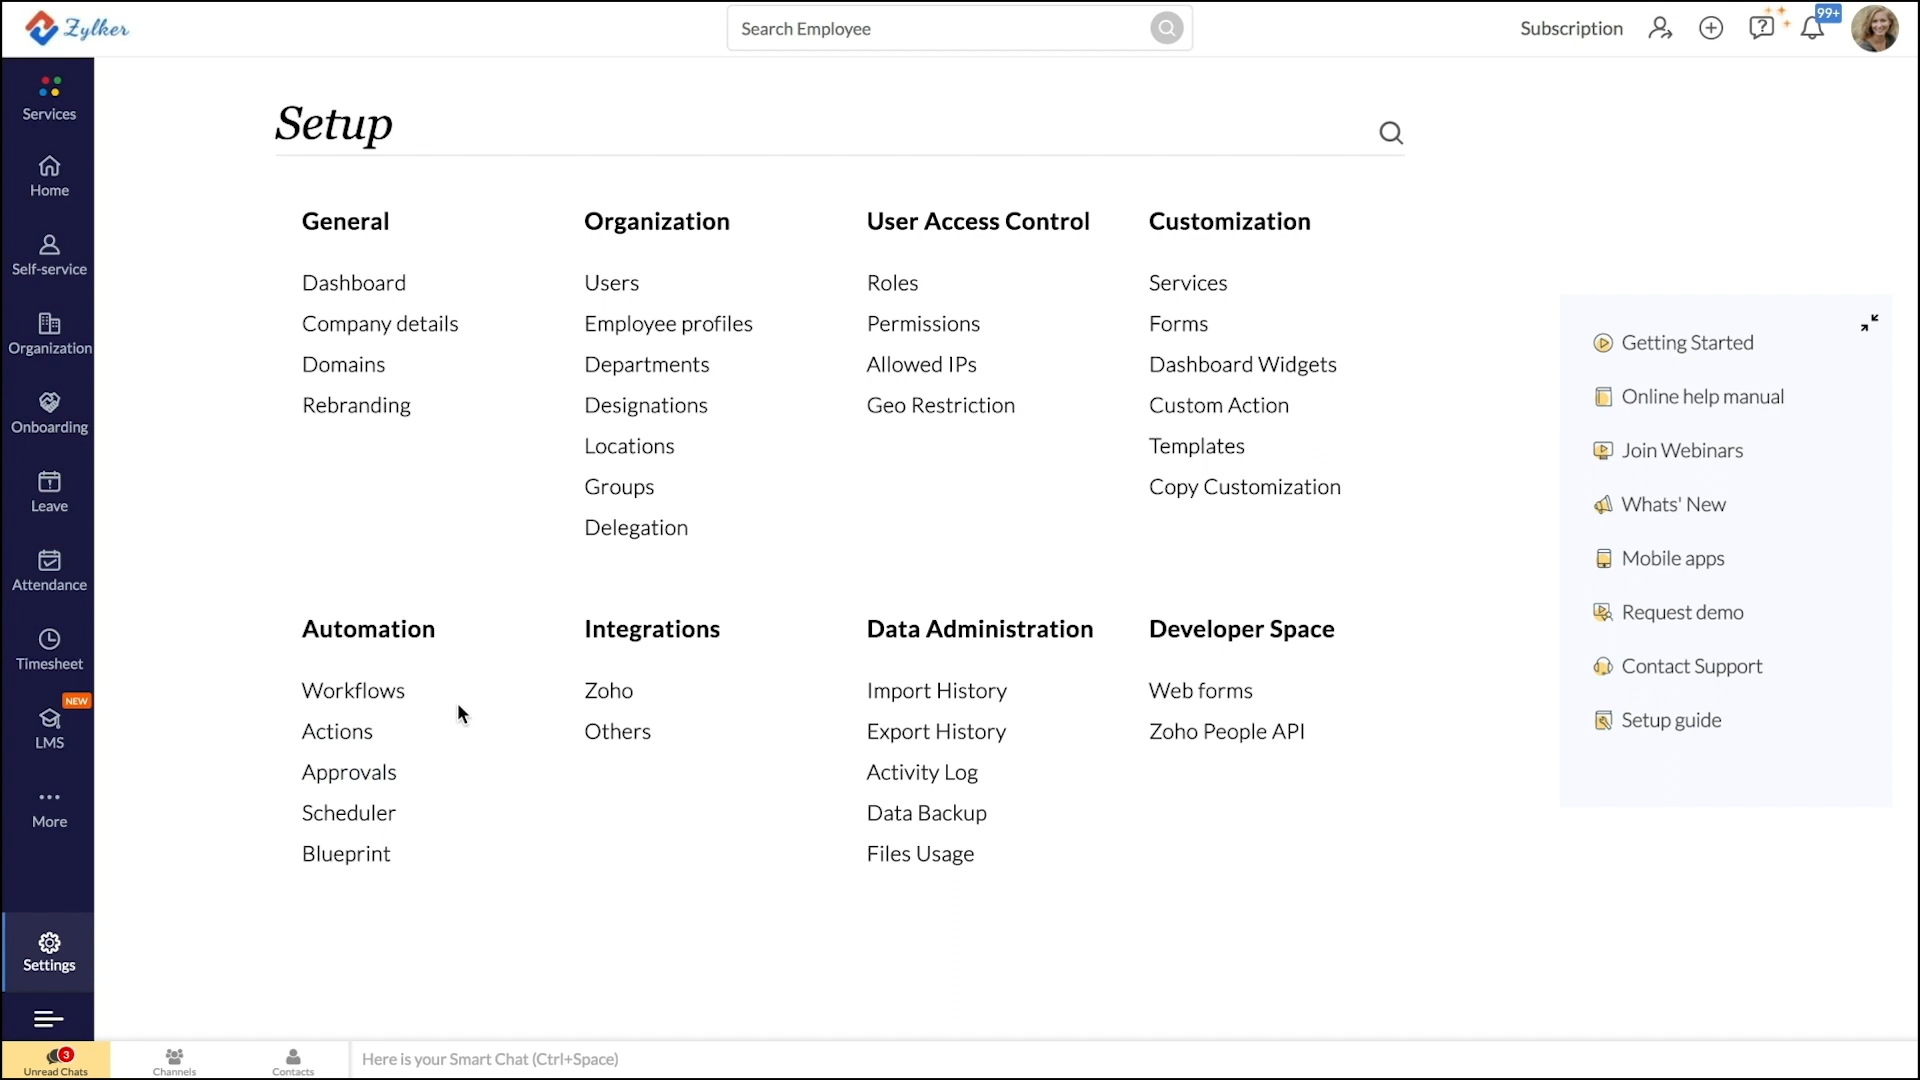 Zylker
Search Employee
Subscription
99+
Services
Home
Self-service
Organization
Onboarding
Leave
Attendance
Timesheet
NEW
LMS
More
Settings
Setup
General
Dashboard
Company details
Domains
Rebranding
Organization
Users
Employee profiles
Departments
Designations
Locations
Groups
Delegation
User Access Control
Roles
Permissions
Allowed IPs
Geo Restriction
Customization
Services
Forms
Dashboard Widgets
Custom Action
Templates
Copy Customization
Automation
Workflows
Actions
Approvals
Scheduler
Blueprint
Integrations
Zoho
Others
Data Administration
Import History
Export History
Activity Log
Data Backup
Files Usage
Developer Space
Web forms
Zoho People API
Getting Started
Online help manual
Join Webinars
Whats' New
Mobile apps
Request demo
Contact Support
Setup guide
3
Unread Chats
Channels
Contacts
Here is your Smart Chat (Ctrl+Space)